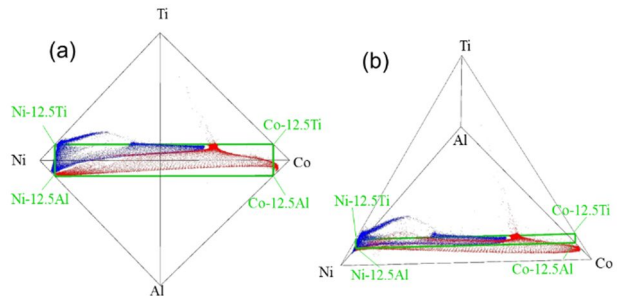 (a)
Ti
Ni-12.5Ti
Co-12.5Ti
Ni
Co
Ni-12.5Al
Co-12.5Al
Al
(b)
Ti
Al
Ni-12.5Ti
Co-12.5Ti
Ni
Ni-12.5Al
Co-12.5Al
Co